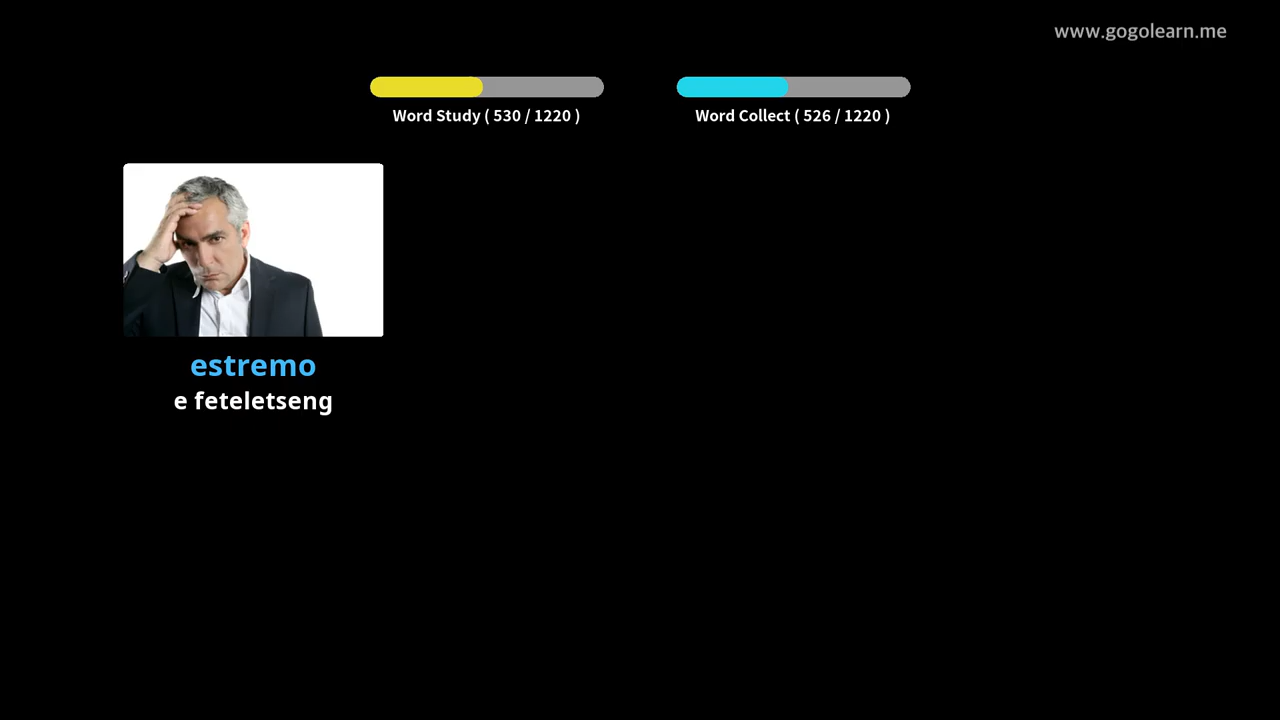 www.gogolearn.me
Word Study ( 530 / 1220 )
Word Collect ( 526 / 1220 )
estremo
e feteletseng